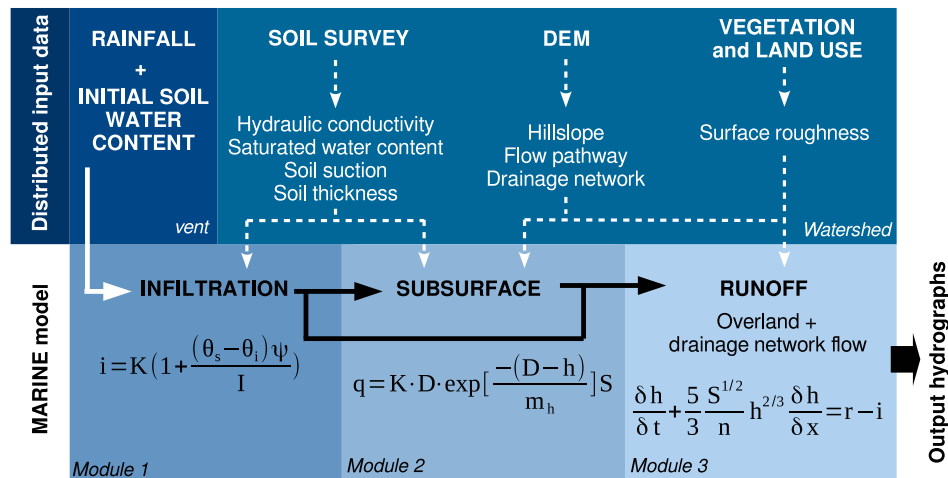 Distributed input data
RAINFALL
+
INITIAL SOIL
WATER
CONTENT
vent
SOIL SURVEY
Hydraulic conductivity
Saturated water content
Soil suction
Soil thickness
DEM
Hillslope
Flow pathway
Drainage network
VEGETATION
and LAND USE
Surface roughness
Watershed
MARINE model
INFILTRATION
i=K(1+(θs−θi)ψ/I)
Module 1
SUBSURFACE
q=K·D·exp[−(D−h)/mh]S
Module 2
RUNOFF
Overland +
drainage network flow
δh/δt+5/3 S^1/2/n h^2/3 δh/δx=r−i
Module 3
Output hydrographs